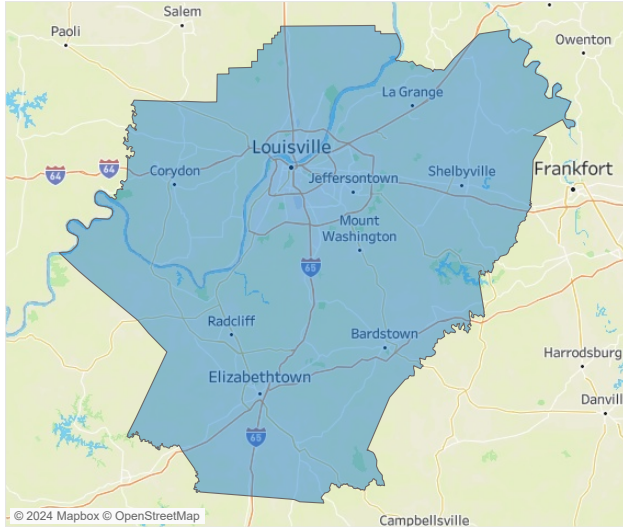 Salem
Paoli
Owenton
La Grange
Louisville
64
64
Corydon
Jeffersontown
Shelbyville
Frankfort
Mount
Washington
65
Radcliff
Bardstown
Harrodsburg
Elizabethtown
Danvill
65
© 2024 Mapbox © OpenStreetMap
Campbellsville